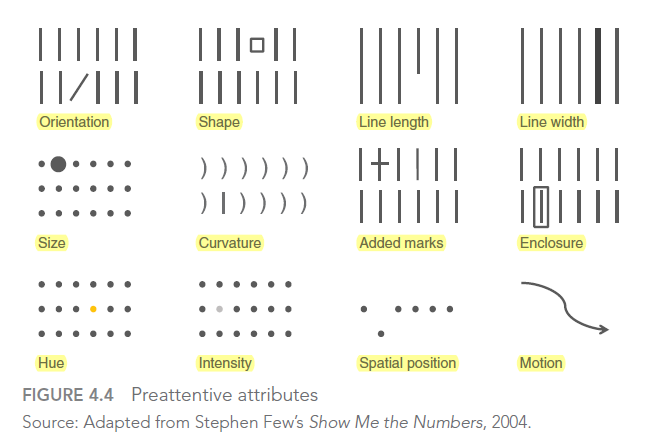 Orientation
Shape
Line length
Line width
Size
Curvature
Added marks
Enclosure
Hue
Intensity
Spatial position
Motion
FIGURE 4.4 Preattentive attributes
Source: Adapted from Stephen Few's Show Me the Numbers, 2004.